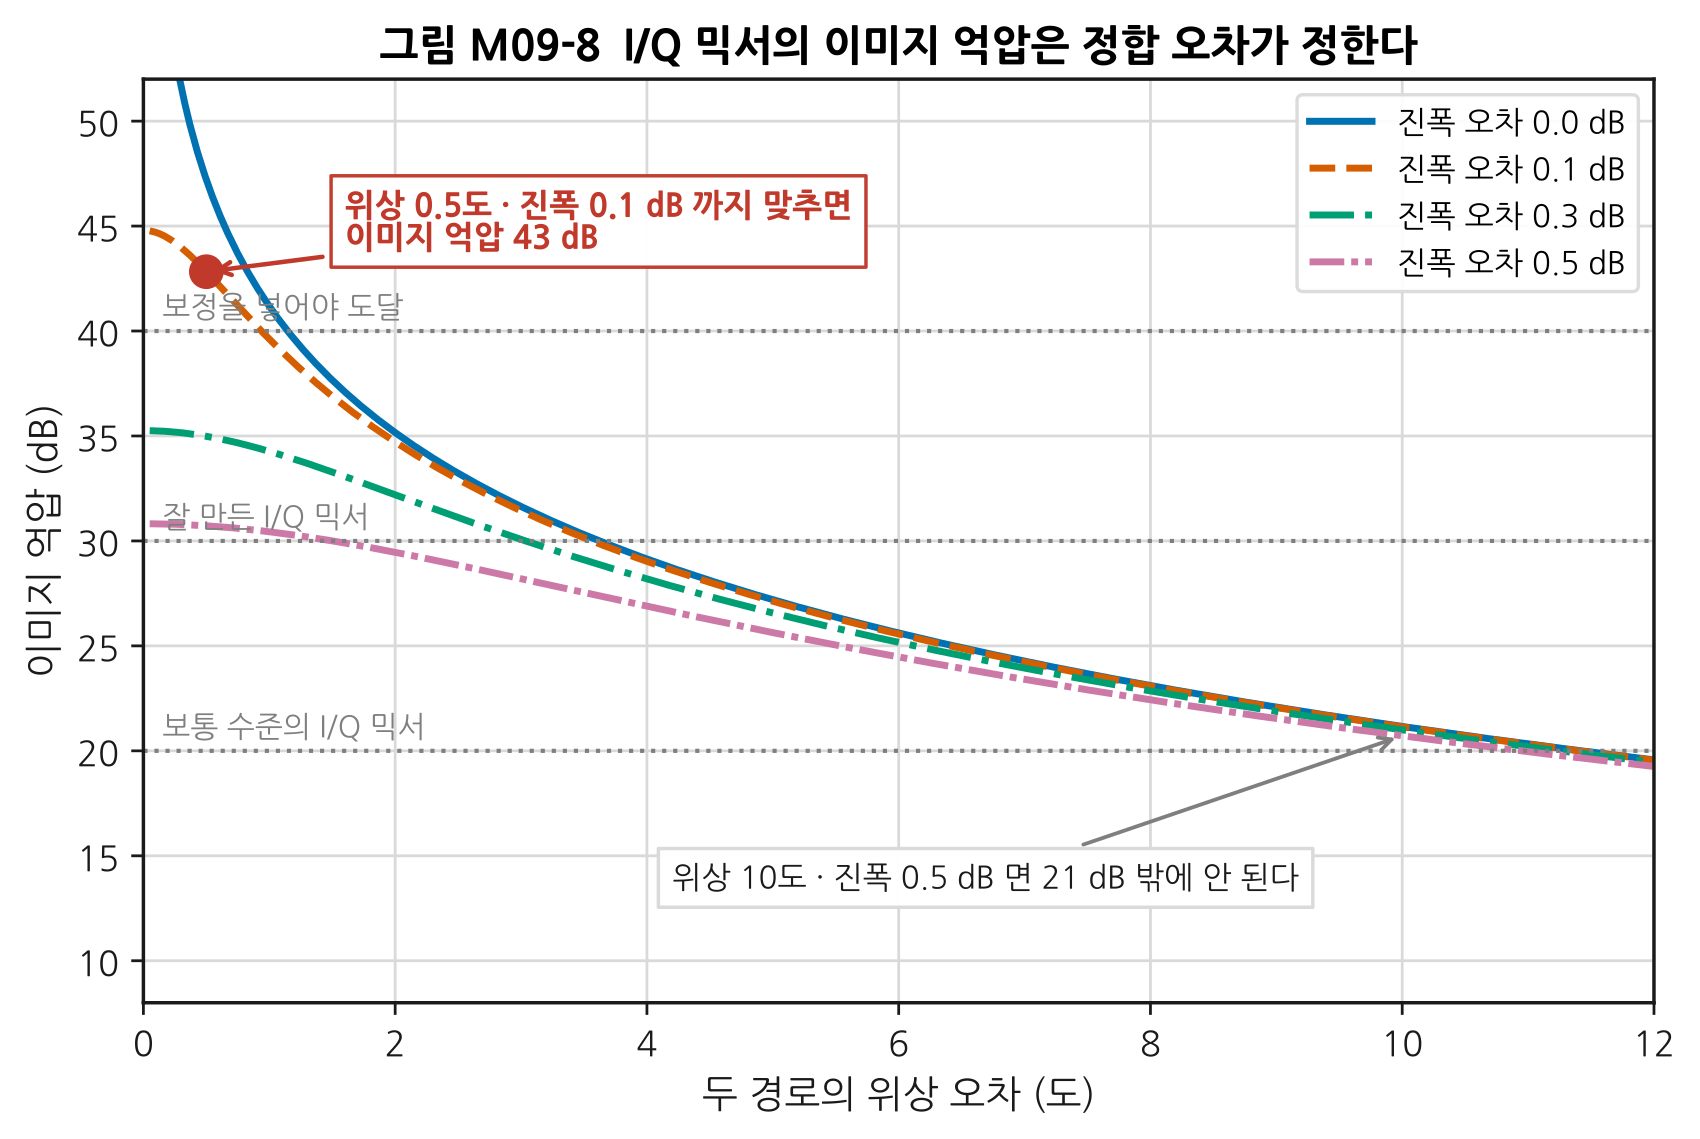 그림 M09-8 I/Q 믹서의 이미지 억압은 정합 오차가 정한다
진폭 오차 0.0 dB
진폭 오차 0.1 dB
진폭 오차 0.3 dB
진폭 오차 0.5 dB
위상 0.5도 · 진폭 0.1 dB 까지 맞추면
이미지 억압 43 dB
보정을 넣어야 도달
잘 만든 I/Q 믹서
보통 수준의 I/Q 믹서
위상 10도 · 진폭 0.5 dB 면 21 dB 밖에 안 된다
이미지 억압 (dB)
50
45
40
35
30
25
20
15
10
0 2 4 6 8 10 12
두 경로의 위상 오차 (도)